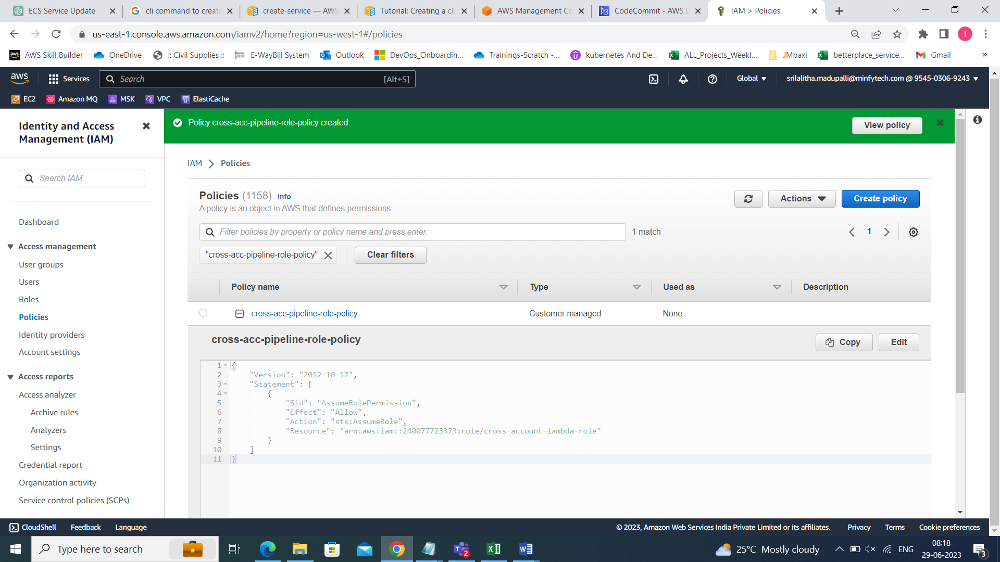 ECS Service Update
cli command to create
create-service — AWS
Tutorial: Creating a cl
AWS Management Co
CodeCommit - AWS D
IAM > Policies
us-east-1.console.aws.amazon.com/iamv2/home?region=us-west-1#/policies
I
AWS Skill Builder
OneDrive
:: Civil Supplies ::
E-WayBill System
Outlook
DevOps_Onboardin...
Trainings-Scratch -...
kubernetes And De...
ALL_Projects_Weekl...
JMbaxi
betterplace_service...
Gmail
»
aws
Services
Search
[Alt+S]
Global
srilalitha.madupalli@minfytech.com @ 9545-0306-9243
EC2
Amazon MQ
MSK
VPC
ElastiCache
Identity and Access
Management (IAM)
Search IAM
Dashboard
Access management
User groups
Users
Roles
Policies
Identity providers
Account settings
Access reports
Access analyzer
Archive rules
Analyzers
Settings
Credential report
Organization activity
Service control policies (SCPs)
Policy cross-acc-pipeline-role-policy created.
View policy
IAM > Policies
Policies (1158) Info
A policy is an object in AWS that defines permissions.
Actions
Create policy
Filter policies by property or policy name and press enter.
1 match
1
"cross-acc-pipeline-role-policy"
Clear filters
Policy name
Type
Used as
Description
cross-acc-pipeline-role-policy
Customer managed
None
cross-acc-pipeline-role-policy
Copy
Edit
1 {
2 "Version": "2012-10-17",
3 "Statement": [
4 {
5 "Sid": "AssumeRolePermission",
6 "Effect": "Allow",
7 "Action": "sts:AssumeRole",
8 "Resource": "arn:aws:iam::240077723373:role/cross-account-lambda-role"
9 }
10 ]
11 }
CloudShell
Feedback
Language
© 2023, Amazon Web Services India Private Limited or its affiliates.
Privacy
Terms
Cookie preferences
Type here to search
2
25°C Mostly cloudy
ENG
08:18
29-06-2023
3